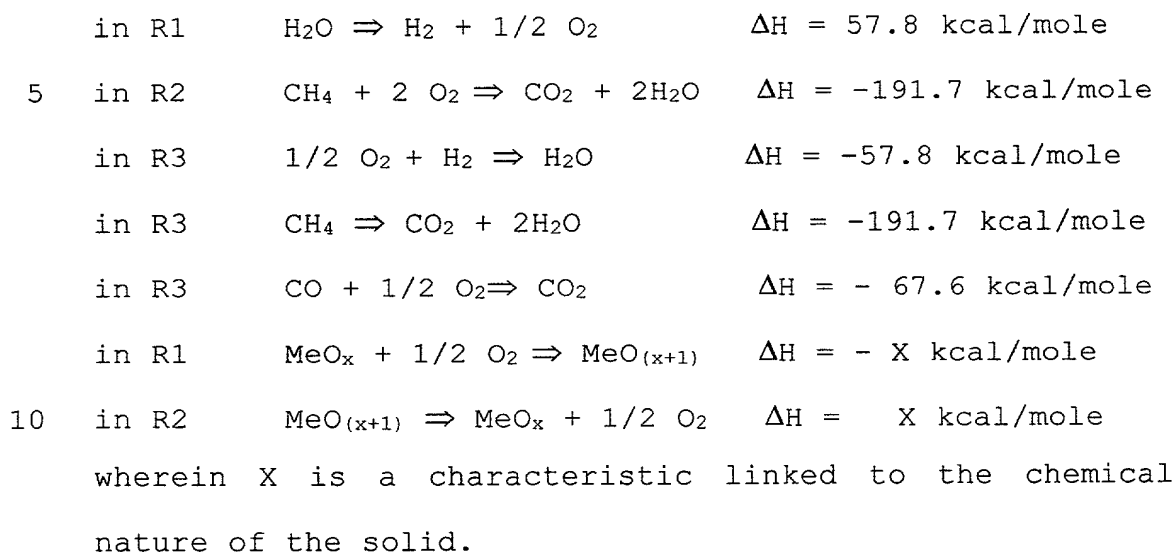 in R1 H₂O ⇒ H₂ + 1/2 O₂ ΔH = 57.8 kcal/mole
5 in R2 CH₄ + 2 O₂ ⇒ CO₂ + 2H₂O ΔH = -191.7 kcal/mole
in R3 1/2 O₂ + H₂ ⇒ H₂O ΔH = -57.8 kcal/mole
in R3 CH₄ ⇒ CO₂ + 2H₂O ΔH = -191.7 kcal/mole
in R3 CO + 1/2 O₂⇒ CO₂ ΔH = - 67.6 kcal/mole
in R1 MeOₓ + 1/2 O₂ ⇒ MeO₍ₓ₊₁₎ ΔH = - X kcal/mole
10 in R2 MeO₍ₓ₊₁₎ ⇒ MeOₓ + 1/2 O₂ ΔH = X kcal/mole
wherein X is a characteristic linked to the chemical
nature of the solid.